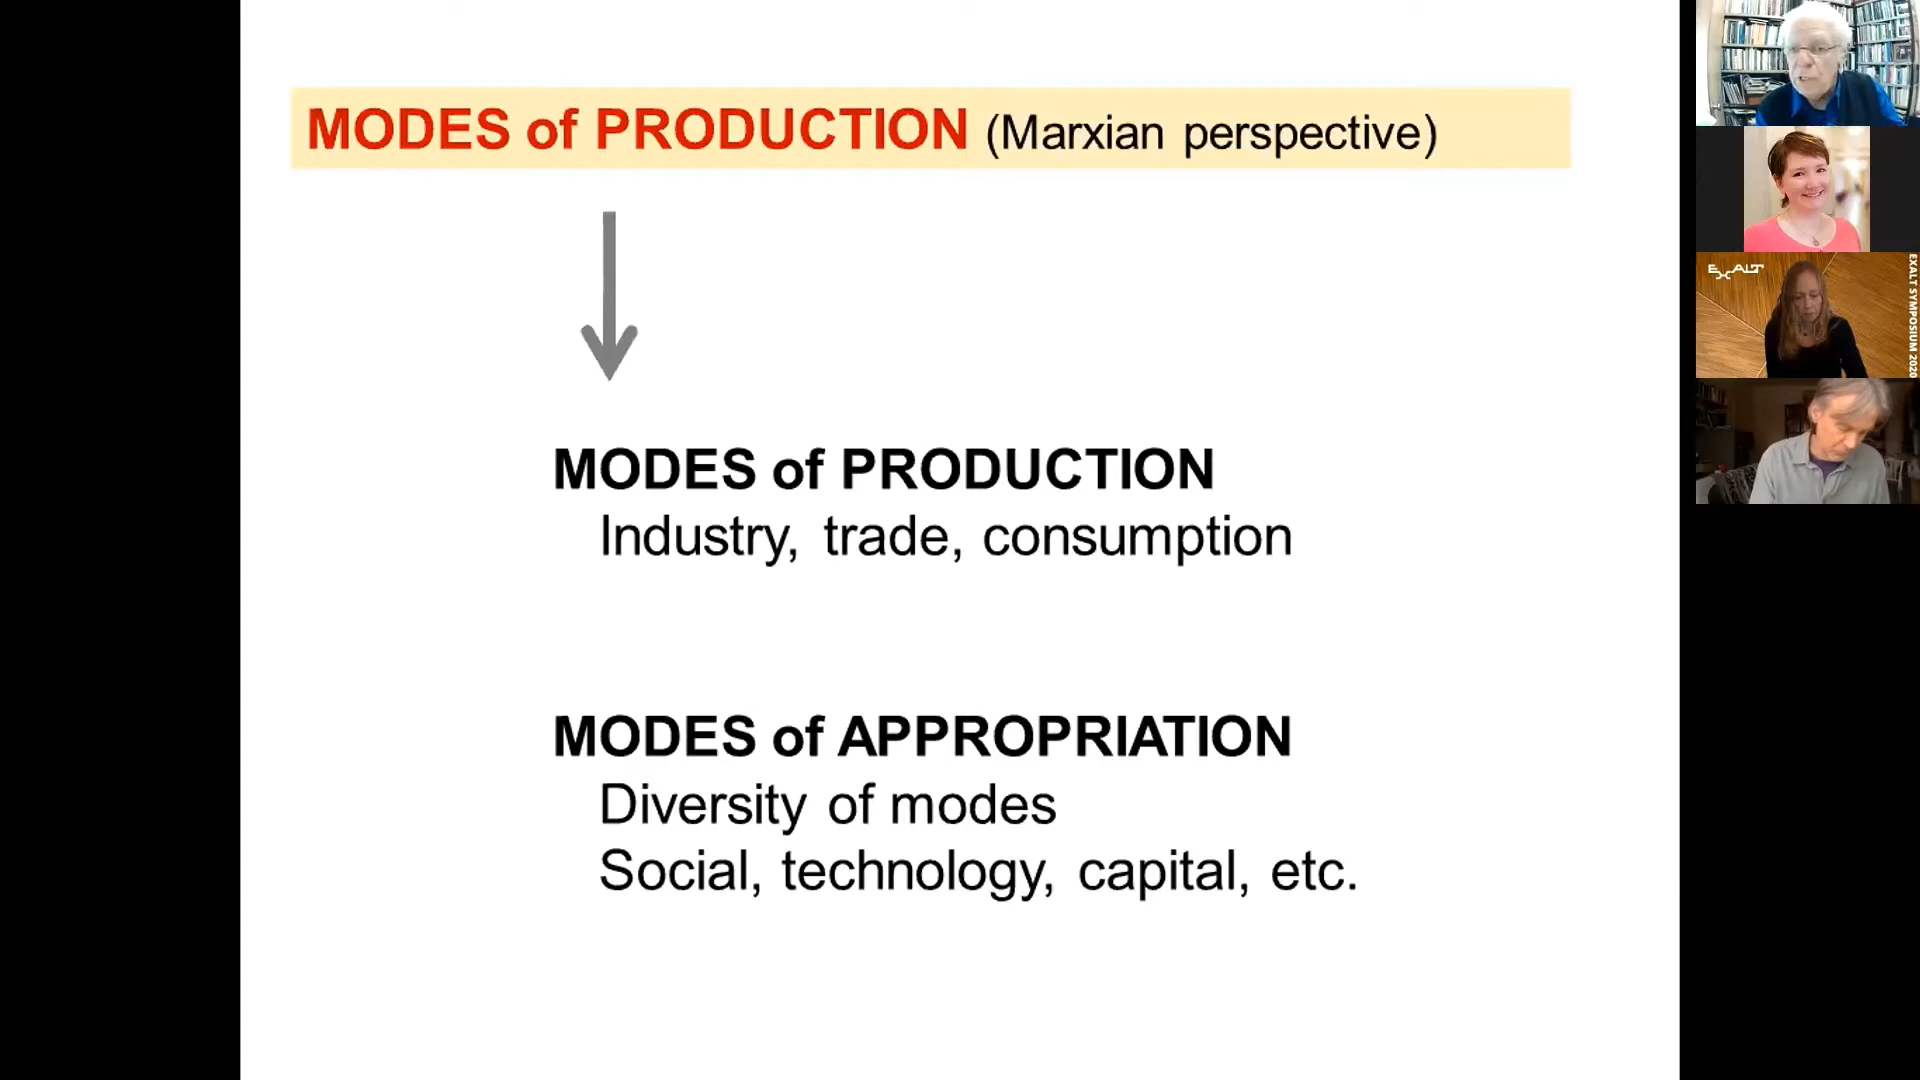 MODES of PRODUCTION (Marxian perspective)
MODES of PRODUCTION
Industry, trade, consumption
MODES of APPROPRIATION
Diversity of modes
Social, technology, capital, etc.
EXALT
EXALT SYMPOSIUM 2020